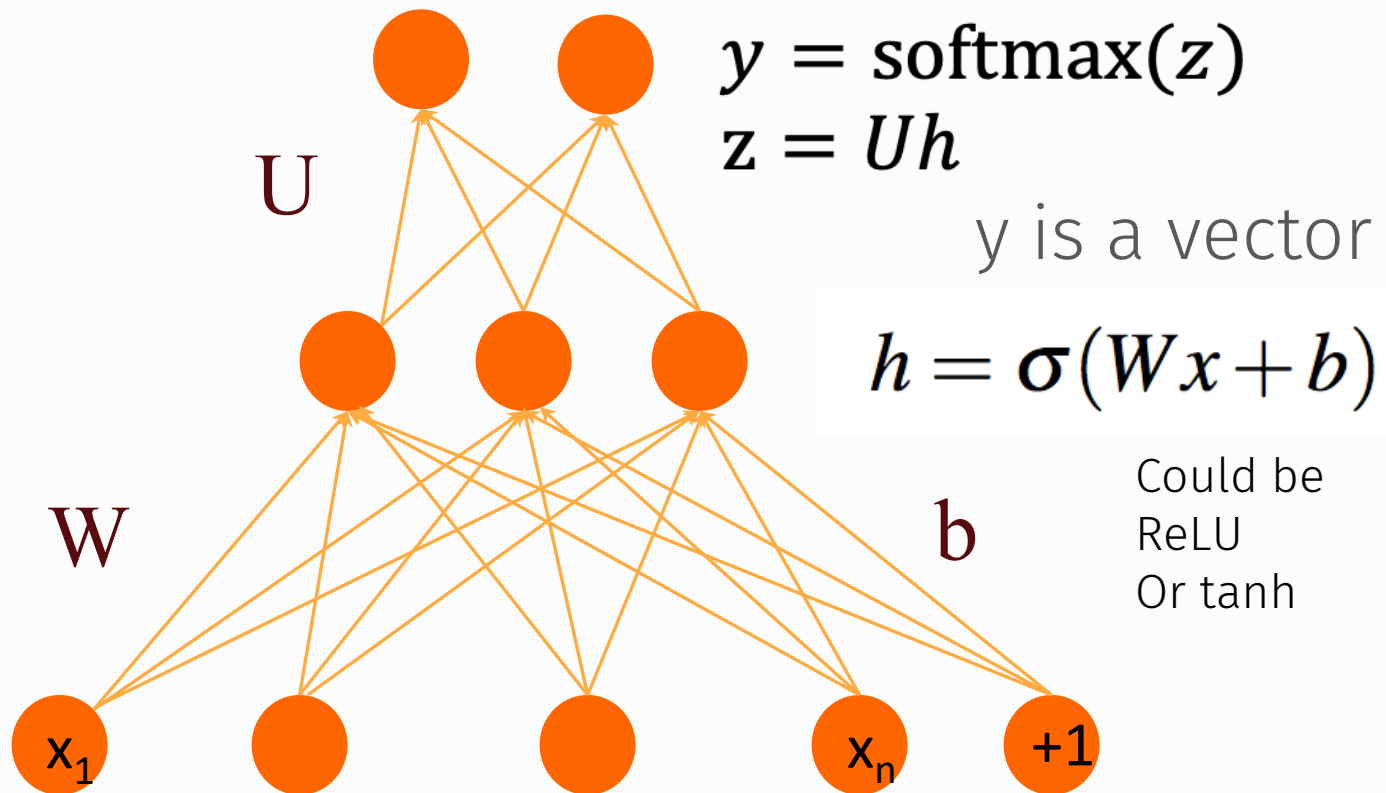 y = softmax(z)
z = Uh
U
y is a vector
h = σ(Wx+b)
W
b
Could be
ReLU
Or tanh
x₁
xₙ
+1